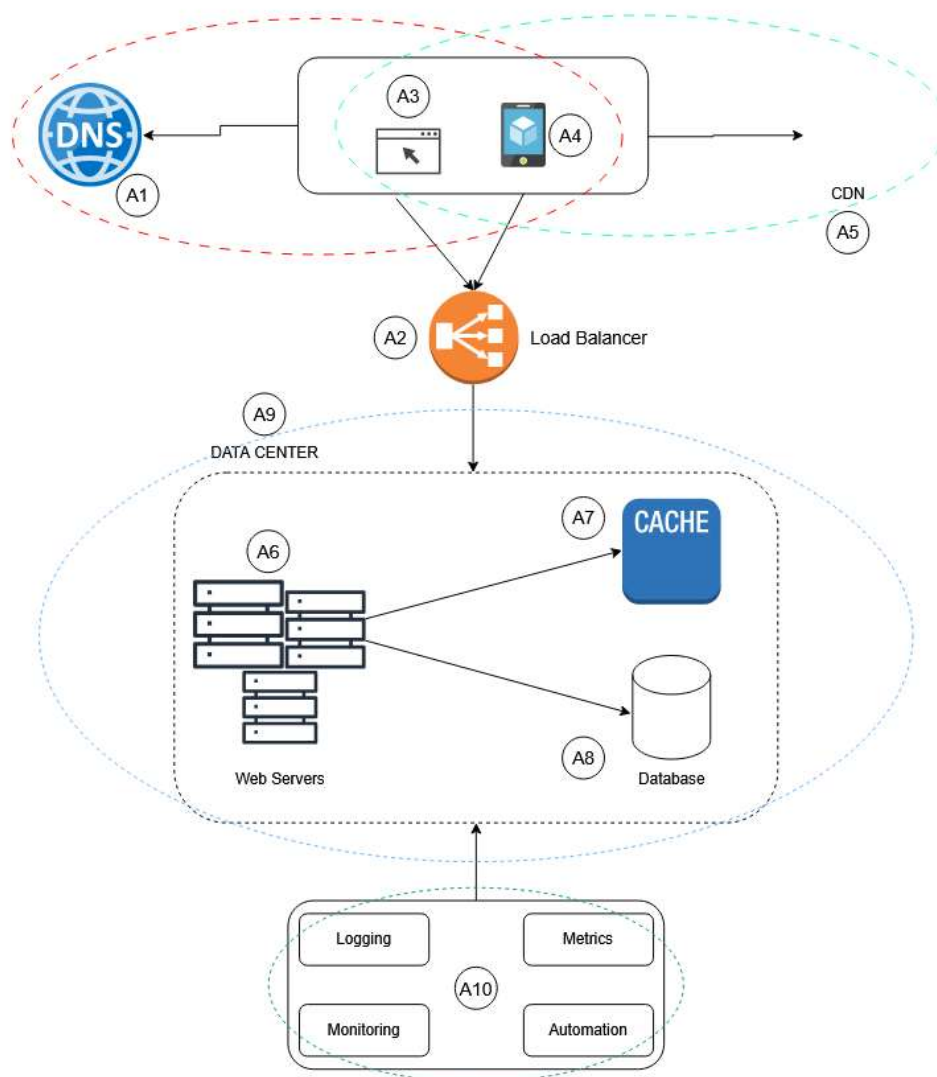 A3
DNS
A4
A1
CDN
A5
A2
Load Balancer
A9
DATA CENTER
A7
CACHE
A6
A8
Web Servers
Database
Logging
Metrics
A10
Monitoring
Automation